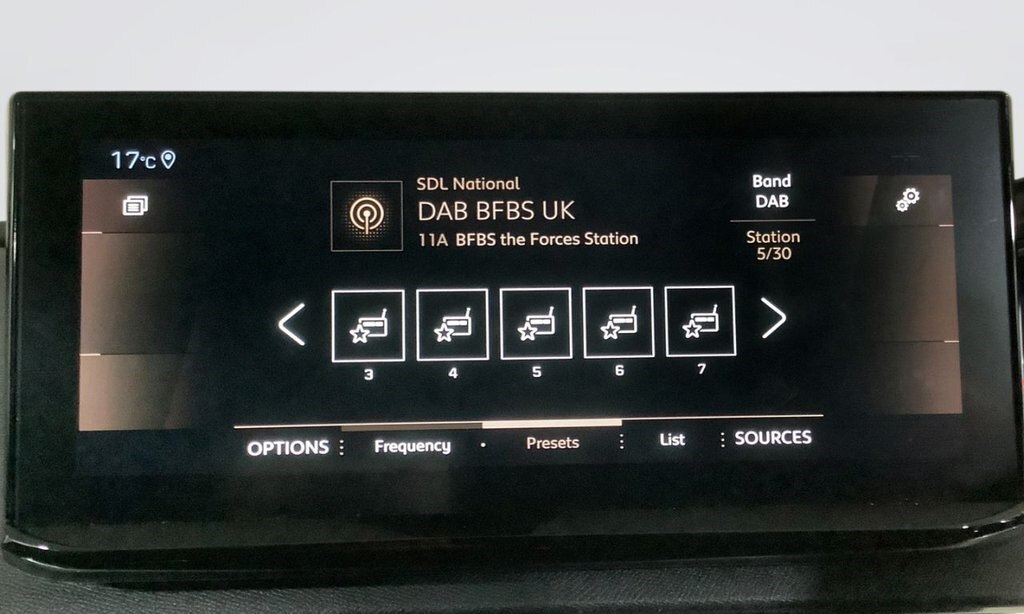 17°C
SDL National
DAB BFBS UK
11A BFBS the Forces Station
Band
DAB
Station
5/30
3 4 5 6 7
OPTIONS Frequency Presets List SOURCES